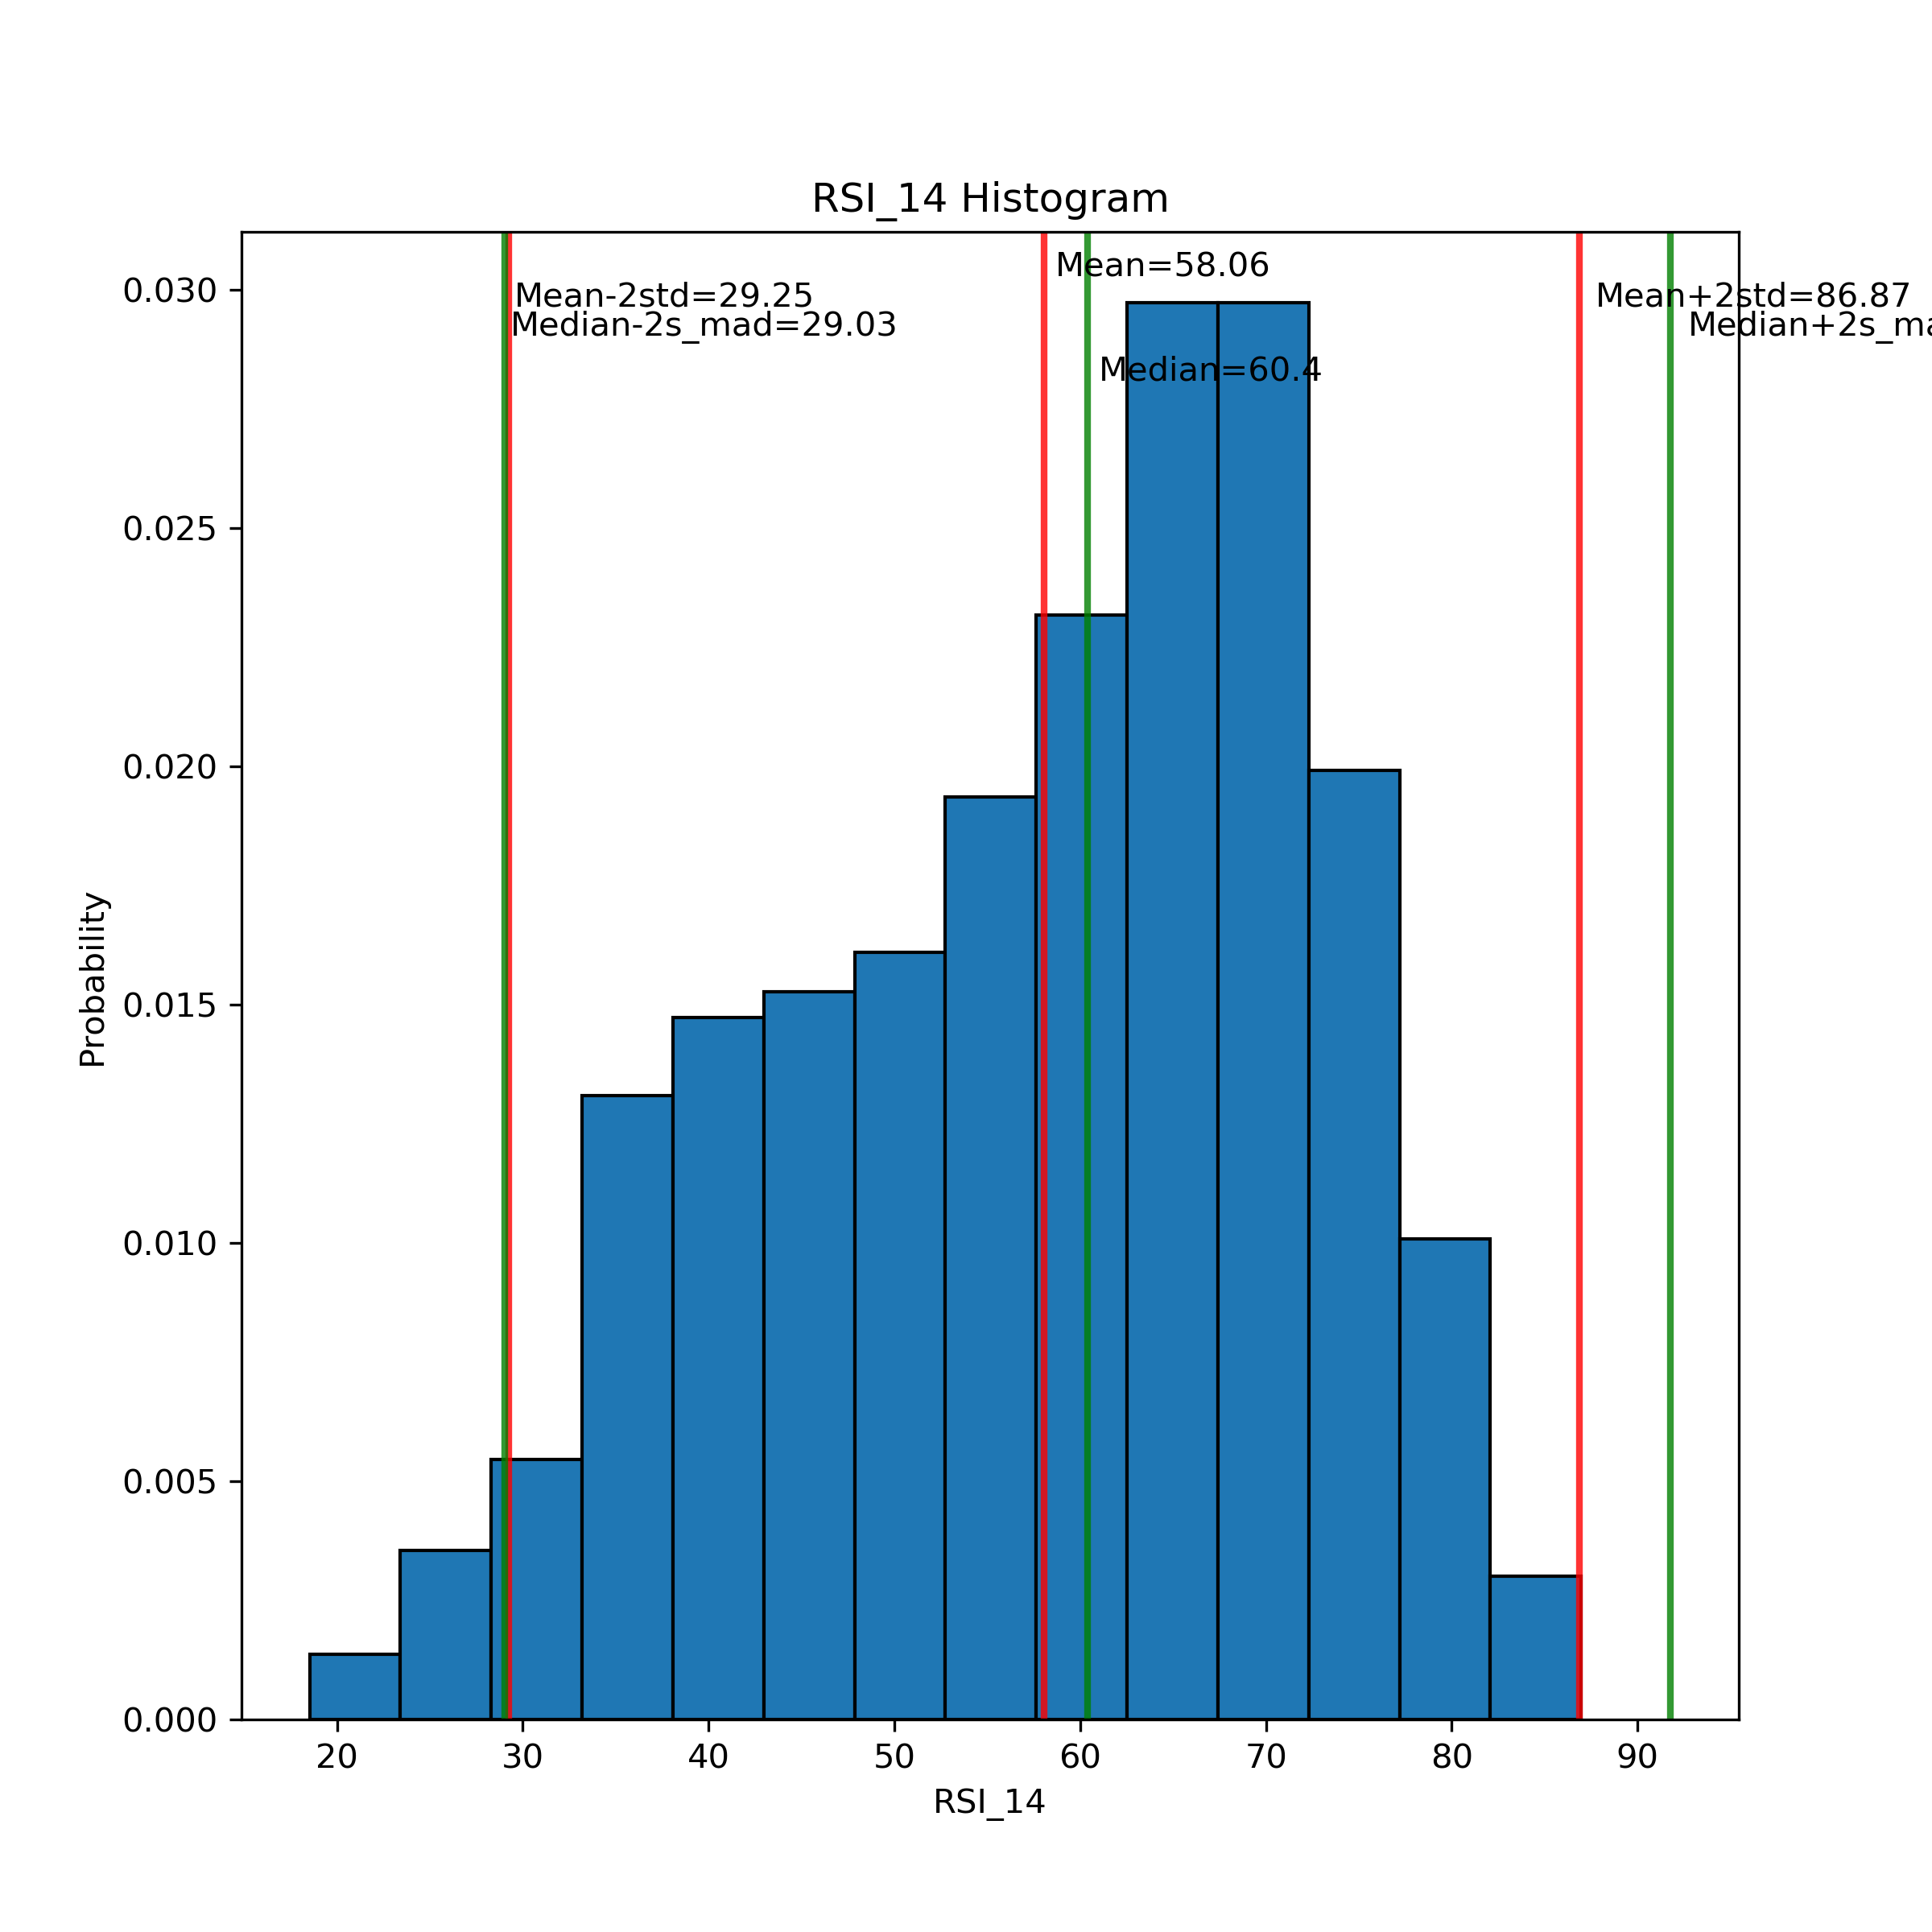 RSI_14 Histogram
Mean=58.06
Mean-2std=29.25
Mean+2std=86.87
Median-2s_mad=29.03
Median+2s_ma
Median=60.4
0.030
0.025
0.020
0.015
0.010
0.005
0.000
Probability
20 30 40 50 60 70 80 90
RSI_14